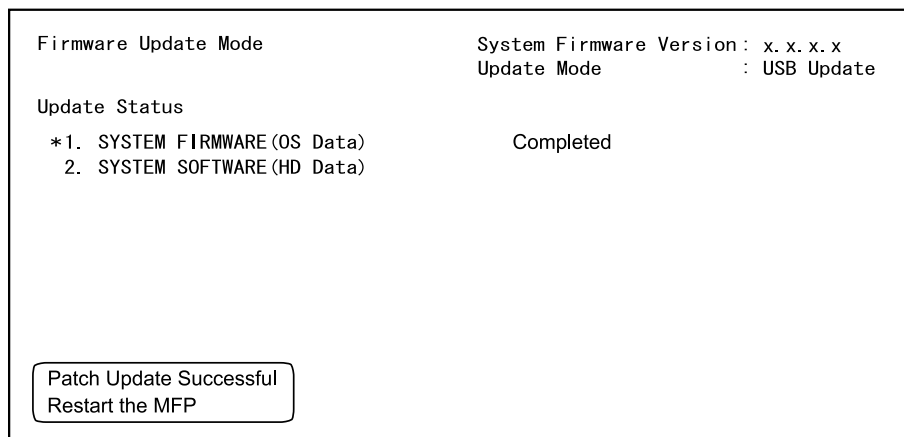 Firmware Update Mode System Firmware Version : x.x.x.x
Update Mode : USB Update
Update Status
*1. SYSTEM FIRMWARE(OS Data) Completed
2. SYSTEM SOFTWARE(HD Data)
Patch Update Successful
Restart the MFP